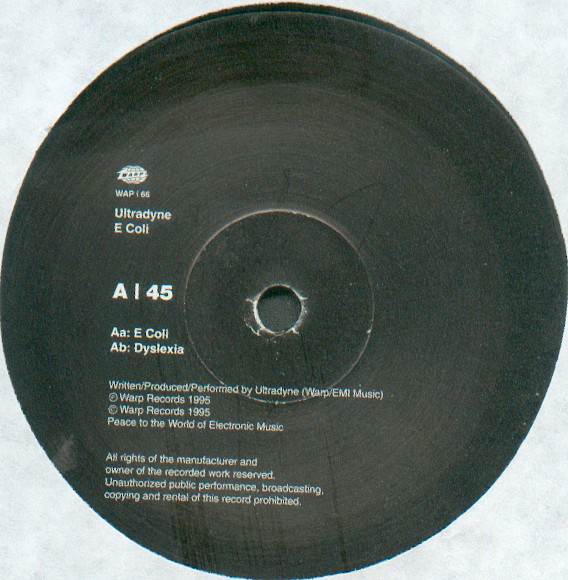 warp
WAP | 66
Ultradyne
E Coli
A | 45
Aa: E Coli
Ab: Dyslexia
Written/Produced/Performed by Ultradyne (Warp/EMI Music)
℗ Warp Records 1995
© Warp Records 1995
Peace to the World of Electronic Music
All rights of the manufacturer and
owner of the recorded work reserved.
Unauthorized public performance, broadcasting,
copying and rental of this record prohibited.